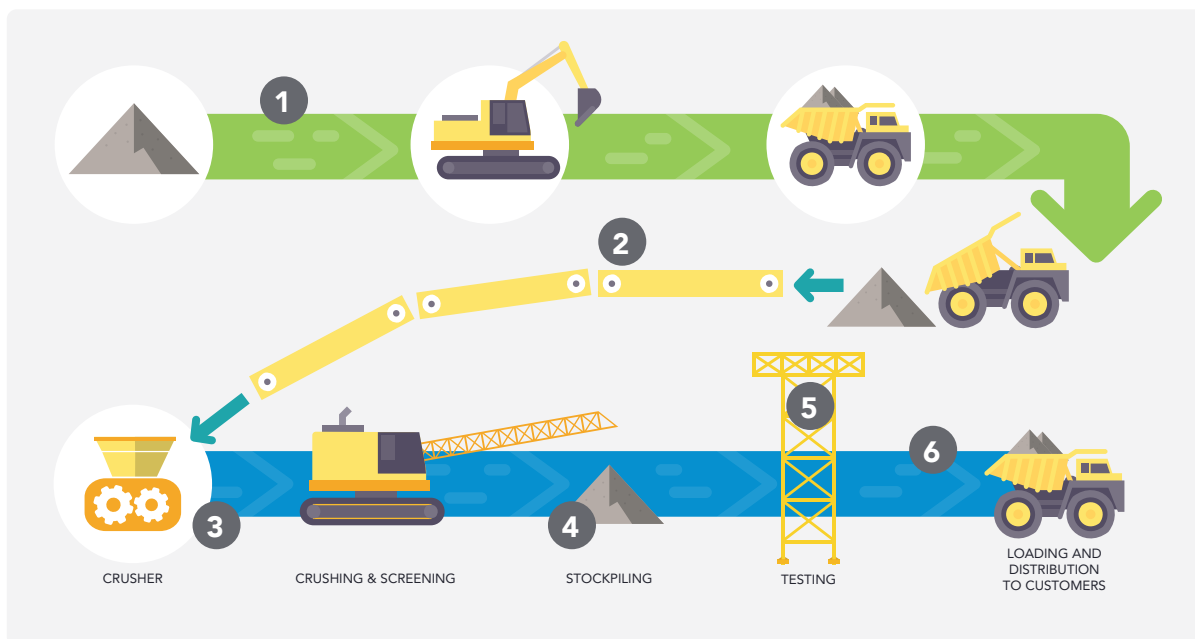 1
2
3
4
5
6
CRUSHER
CRUSHING & SCREENING
STOCKPILING
TESTING
LOADING AND
DISTRIBUTION
TO CUSTOMERS